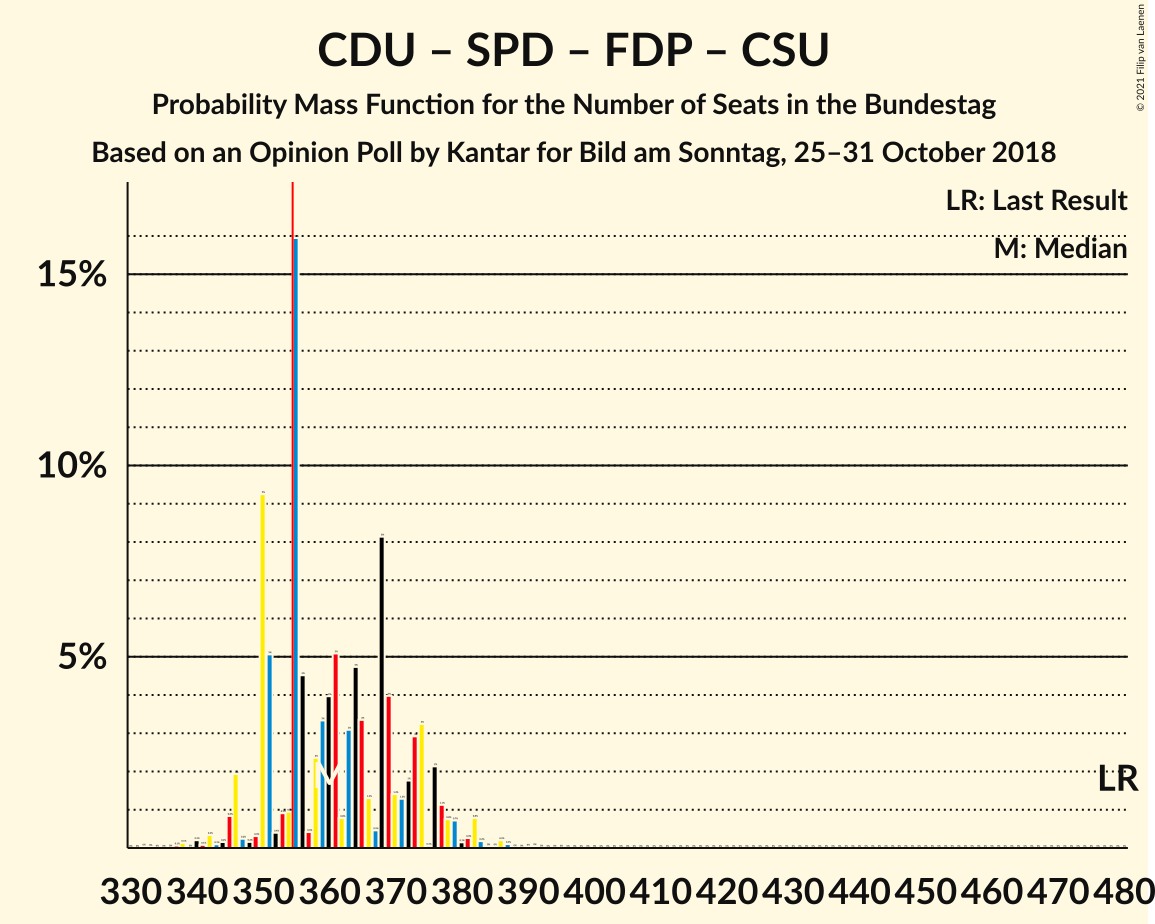 CDU – SPD – FDP – CSU
Probability Mass Function for the Number of Seats in the Bundestag
Based on an Opinion Poll by Kantar for Bild am Sonntag, 25–31 October 2018
© 2021 Filip van Laenen
LR: Last Result
M: Median
15%
10%
5%
M
LR
330 340 350 360 370 380 390 400 410 420 430 440 450 460 470 480